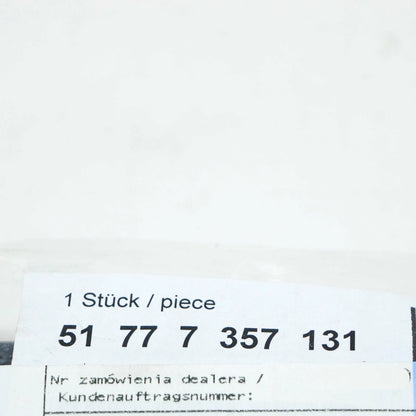 1 Stück / piece
51 77 7 357 131
Nr zamówienia dealera /
Kundenauftragsnummer: